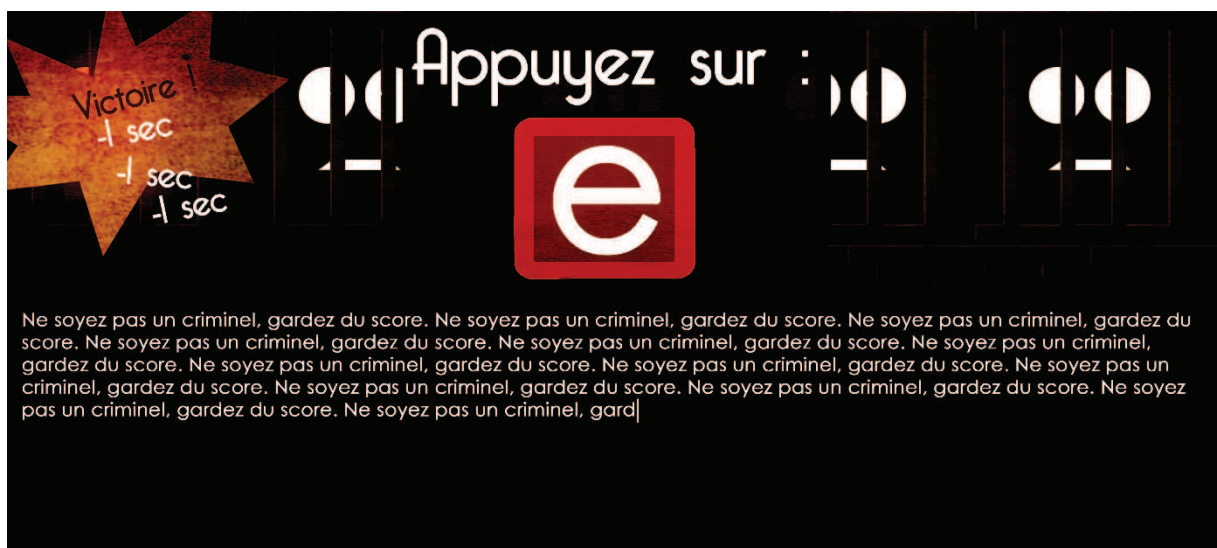 Appuyez sur :
Victoire !
-1 sec
-1 sec
-1 sec
e
Ne soyez pas un criminel, gardez du score. Ne soyez pas un criminel, gardez du score. Ne soyez pas un criminel, gardez du
score. Ne soyez pas un criminel, gardez du score. Ne soyez pas un criminel, gardez du score. Ne soyez pas un criminel,
gardez du score. Ne soyez pas un criminel, gardez du score. Ne soyez pas un criminel, gardez du score. Ne soyez pas un
criminel, gardez du score. Ne soyez pas un criminel, gardez du score. Ne soyez pas un criminel, gardez du score. Ne soyez
pas un criminel, gardez du score. Ne soyez pas un criminel, gard